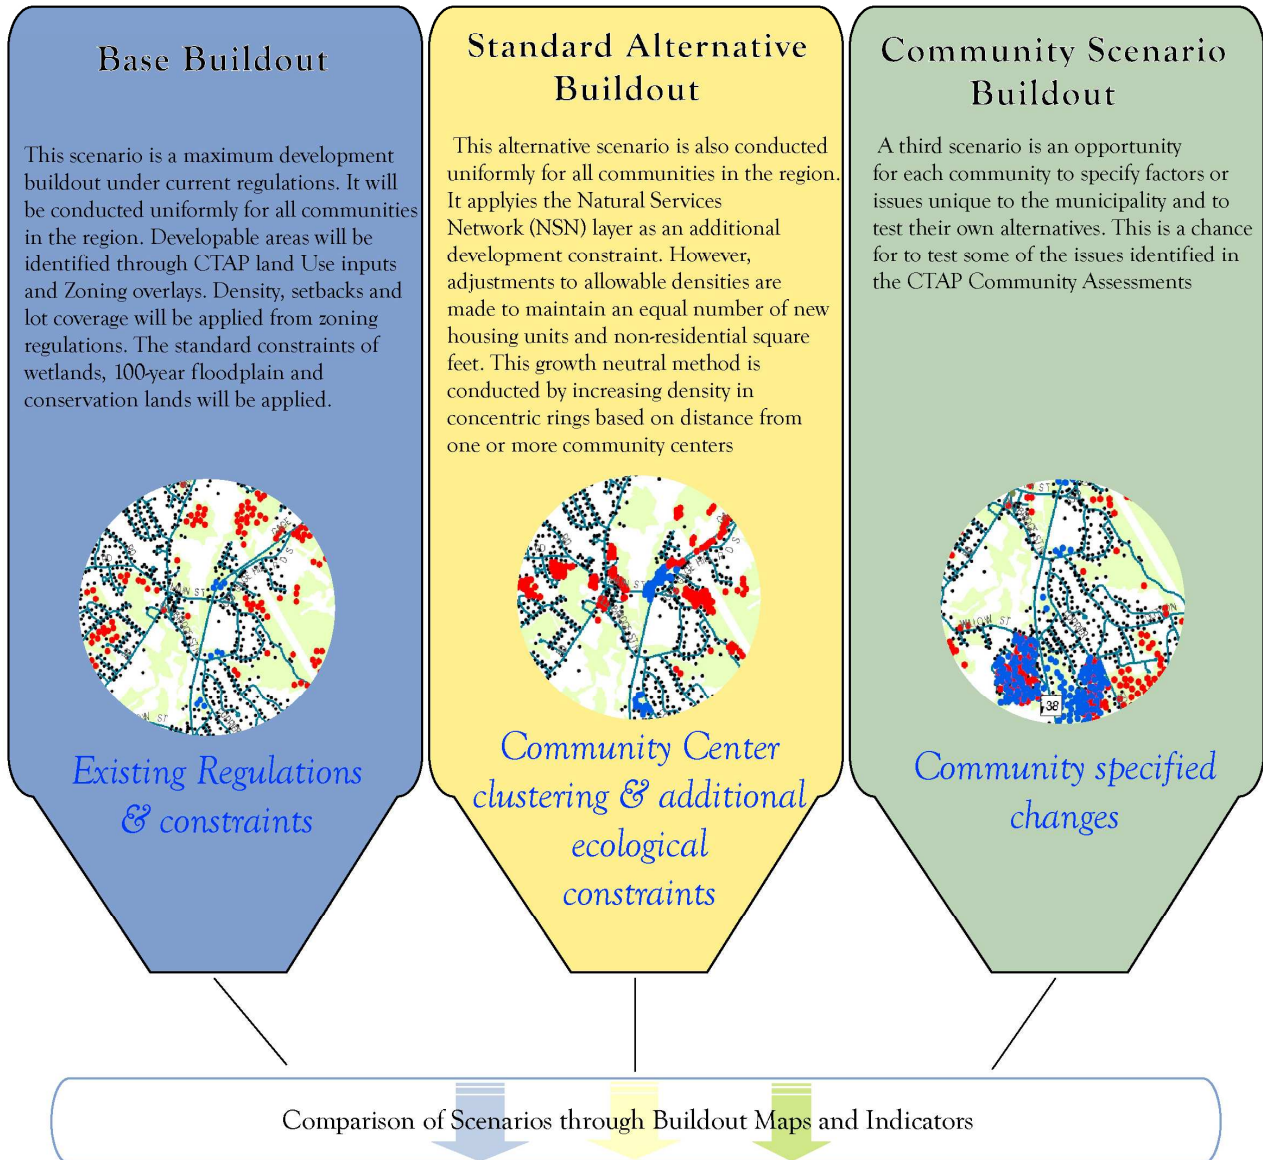 Base Buildout
This scenario is a maximum development
buildout under current regulations. It will
be conducted uniformly for all communities
in the region. Developable areas will be
identified through CTAP land Use inputs
and Zoning overlays. Density, setbacks and
lot coverage will be applied from zoning
regulations. The standard constraints of
wetlands, 100-year floodplain and
conservation lands will be applied.
Existing Regulations
& constraints
Standard Alternative
Buildout
This alternative scenario is also conducted
uniformly for all communities in the region.
It applyies the Natural Services
Network (NSN) layer as an additional
development constraint. However,
adjustments to allowable densities are
made to maintain an equal number of new
housing units and non-residential square
feet. This growth neutral method is
conducted by increasing density in
concentric rings based on distance from
one or more community centers
Community Center
clustering & additional
ecological
constraints
Community Scenario
Buildout
A third scenario is an opportunity
for each community to specify factors or
issues unique to the municipality and to
test their own alternatives. This is a chance
for to test some of the issues identified in
the CTAP Community Assessments
ST
38
Community specified
changes
Comparison of Scenarios through Buildout Maps and Indicators